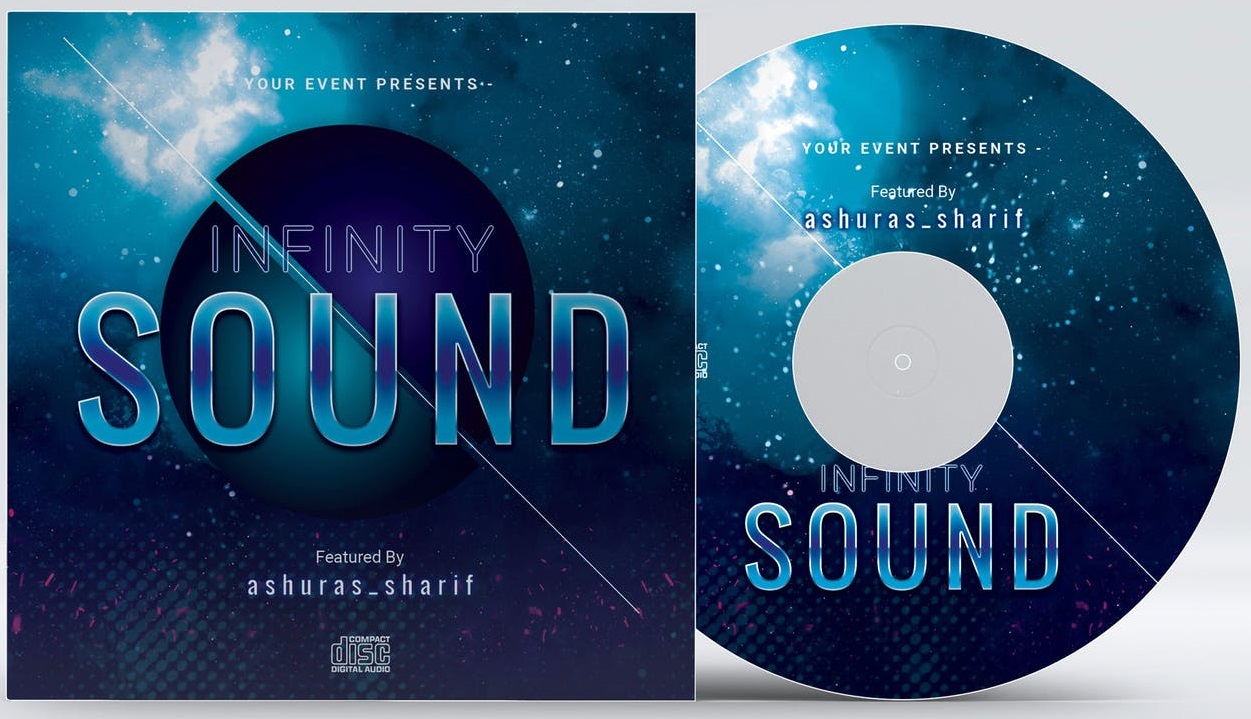 YOUR EVENT PRESENTS -
INFINITY
SOUND
Featured By
ashuras_sharif
COMPACT
disc
DIGITAL AUDIO
- YOUR EVENT PRESENTS -
Featured By
ashuras_sharif
INFINITY
SOUND